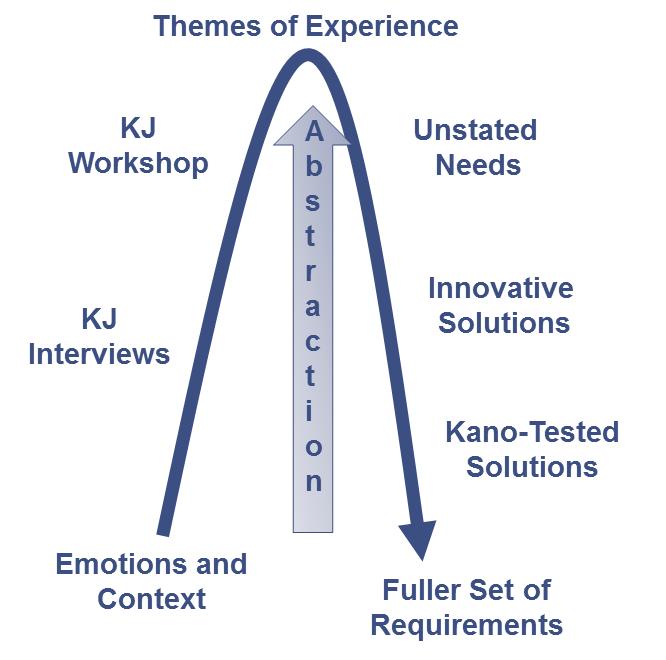 Themes of Experience
KJ
Workshop
KJ
Interviews
Emotions and
Context
Abstraction
Unstated
Needs
Innovative
Solutions
Kano-Tested
Solutions
Fuller Set of
Requirements